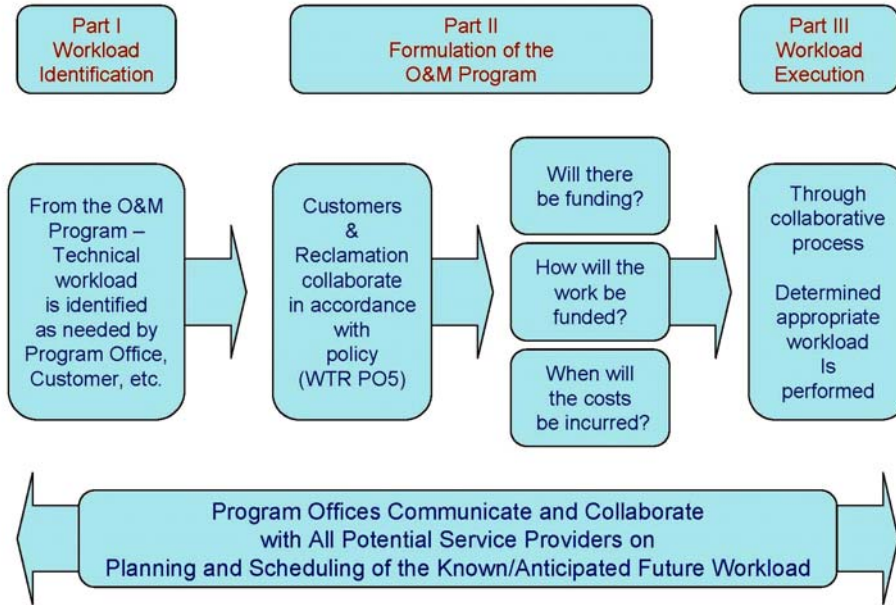 Part I
Workload
Identification
Part II
Formulation of the
O&M Program
Part III
Workload
Execution
From the O&M
Program –
Technical
workload
is identified
as needed by
Program Office,
Customer, etc.
Customers
&
Reclamation
collaborate
in accordance
with
policy
(WTR PO5)
Will there
be funding?
How will the
work be
funded?
When will
the costs
be incurred?
Through
collaborative
process
Determined
appropriate
workload
Is
performed
Program Offices Communicate and Collaborate
with All Potential Service Providers on
Planning and Scheduling of the Known/Anticipated Future Workload